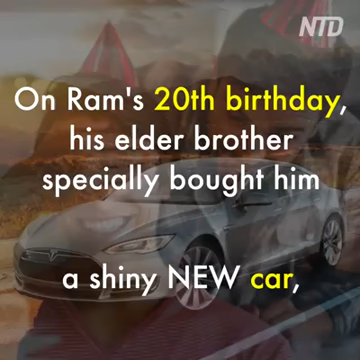 NTD
On Ram's 20th birthday,
his elder brother
specially bought him
a shiny NEW car,